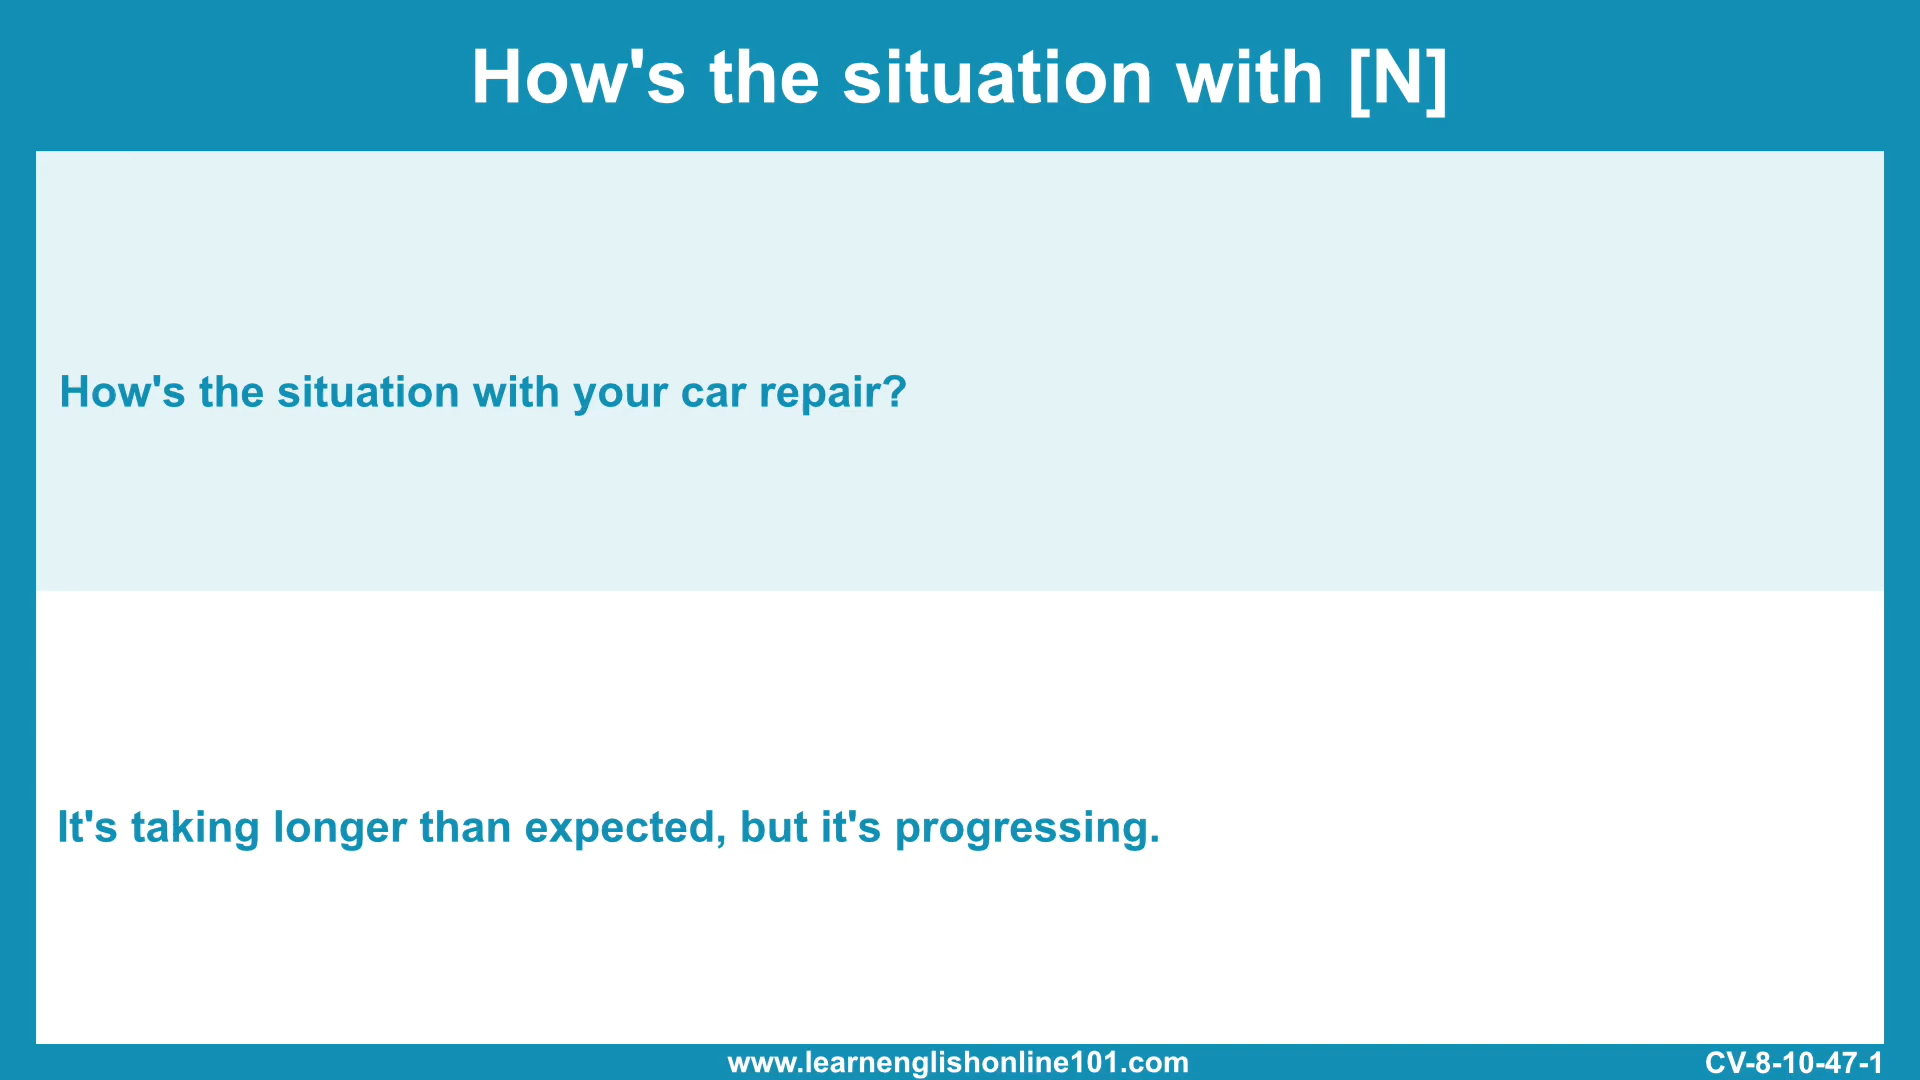 How's the situation with [N]
How's the situation with your car repair?
It's taking longer than expected, but it's progressing.
www.learnenglishonline101.com
CV-8-10-47-1